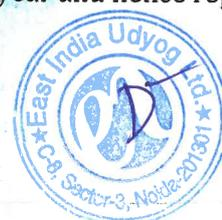 East India Udyog Ltd.
★ C-8, Sector-3, Noida-201301 ★